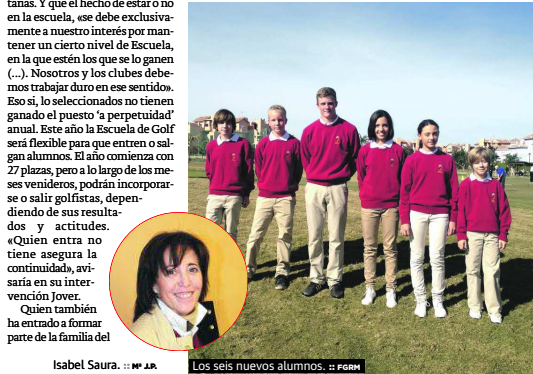 tañas. Y que el hecho de estar o no
en la escuela, «se debe exclusiva-
mente a nuestro interés por man-
tener un cierto nivel de Escuela,
en la que estén los que se lo ganen
(...). Nosotros y los clubes debe-
mos trabajar duro en ese sentido».
Eso si, lo seleccionados no tienen
ganado el puesto ‘a perpetuidad’
anual. Este año la Escuela de Golf
será flexible para que entren o sal-
gan alumnos. El año comienza con
27 plazas, pero a lo largo de los me-
ses venideros, podrán incorporar-
se o salir golfistas, depen-
diendo de sus resulta-
dos y actitudes.
«Quien entra no
tiene asegura la
continuidad», avi-
saría en su inter-
vención Jover.
Quien también
ha entrado a formar
parte de la familia del
Isabel Saura. :: Mª J.P.
Los seis nuevos alumnos. :: FGRM